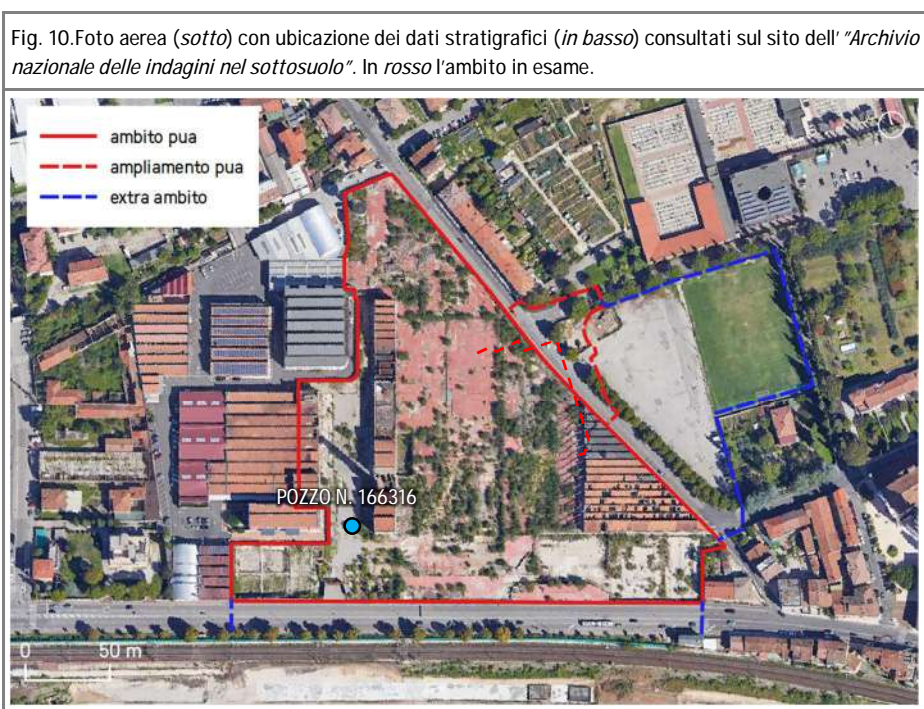 Fig. 10.Foto aerea (sotto) con ubicazione dei dati stratigrafici (in basso) consultati sul sito dell' "Archivio
nazionale delle indagini nel sottosuolo". In rosso l'ambito in esame.
ambito pua
ampliamento pua
extra ambito
POZZO N. 166316
0 50 m